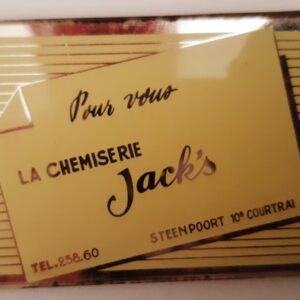 Pour vous
LA CHEMISERIE
Jack's
STEENPOORT 10A COURTRAI
TEL. 258.60